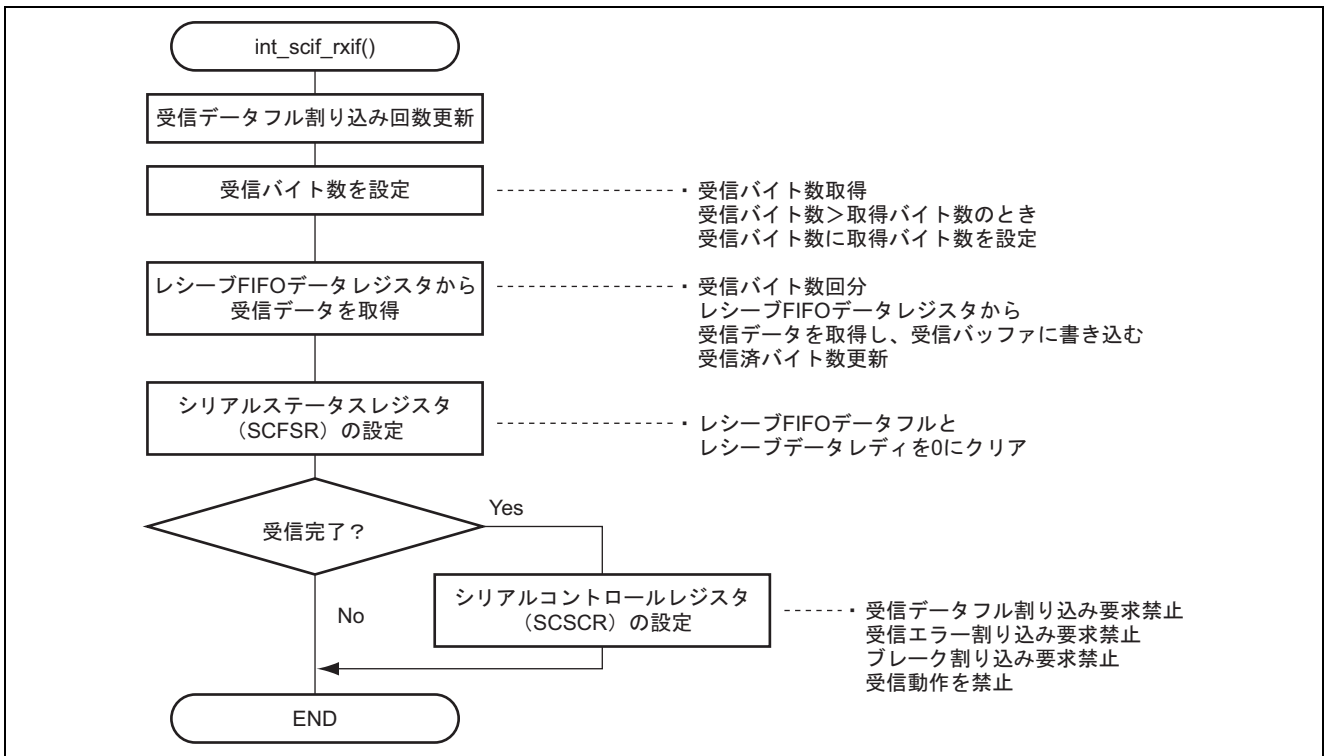 int_scif_rxif()
受信データフル割り込み回数更新
受信バイト数を設定
・受信バイト数取得
受信バイト数＞取得バイト数のとき
受信バイト数に取得バイト数を設定
レシーブFIFOデータレジスタから
受信データを取得
・受信バイト数回分
レシーブFIFOデータレジスタから
受信データを取得し、受信バッファに書き込む
受信済バイト数更新
シリアルステータスレジスタ
（SCFSR）の設定
・レシーブFIFOデータフルと
レシーブデータレディを0にクリア
受信完了？
Yes
No
シリアルコントロールレジスタ
（SCSCR）の設定
・受信データフル割り込み要求禁止
受信エラー割り込み要求禁止
ブレーク割り込み要求禁止
受信動作を禁止
END